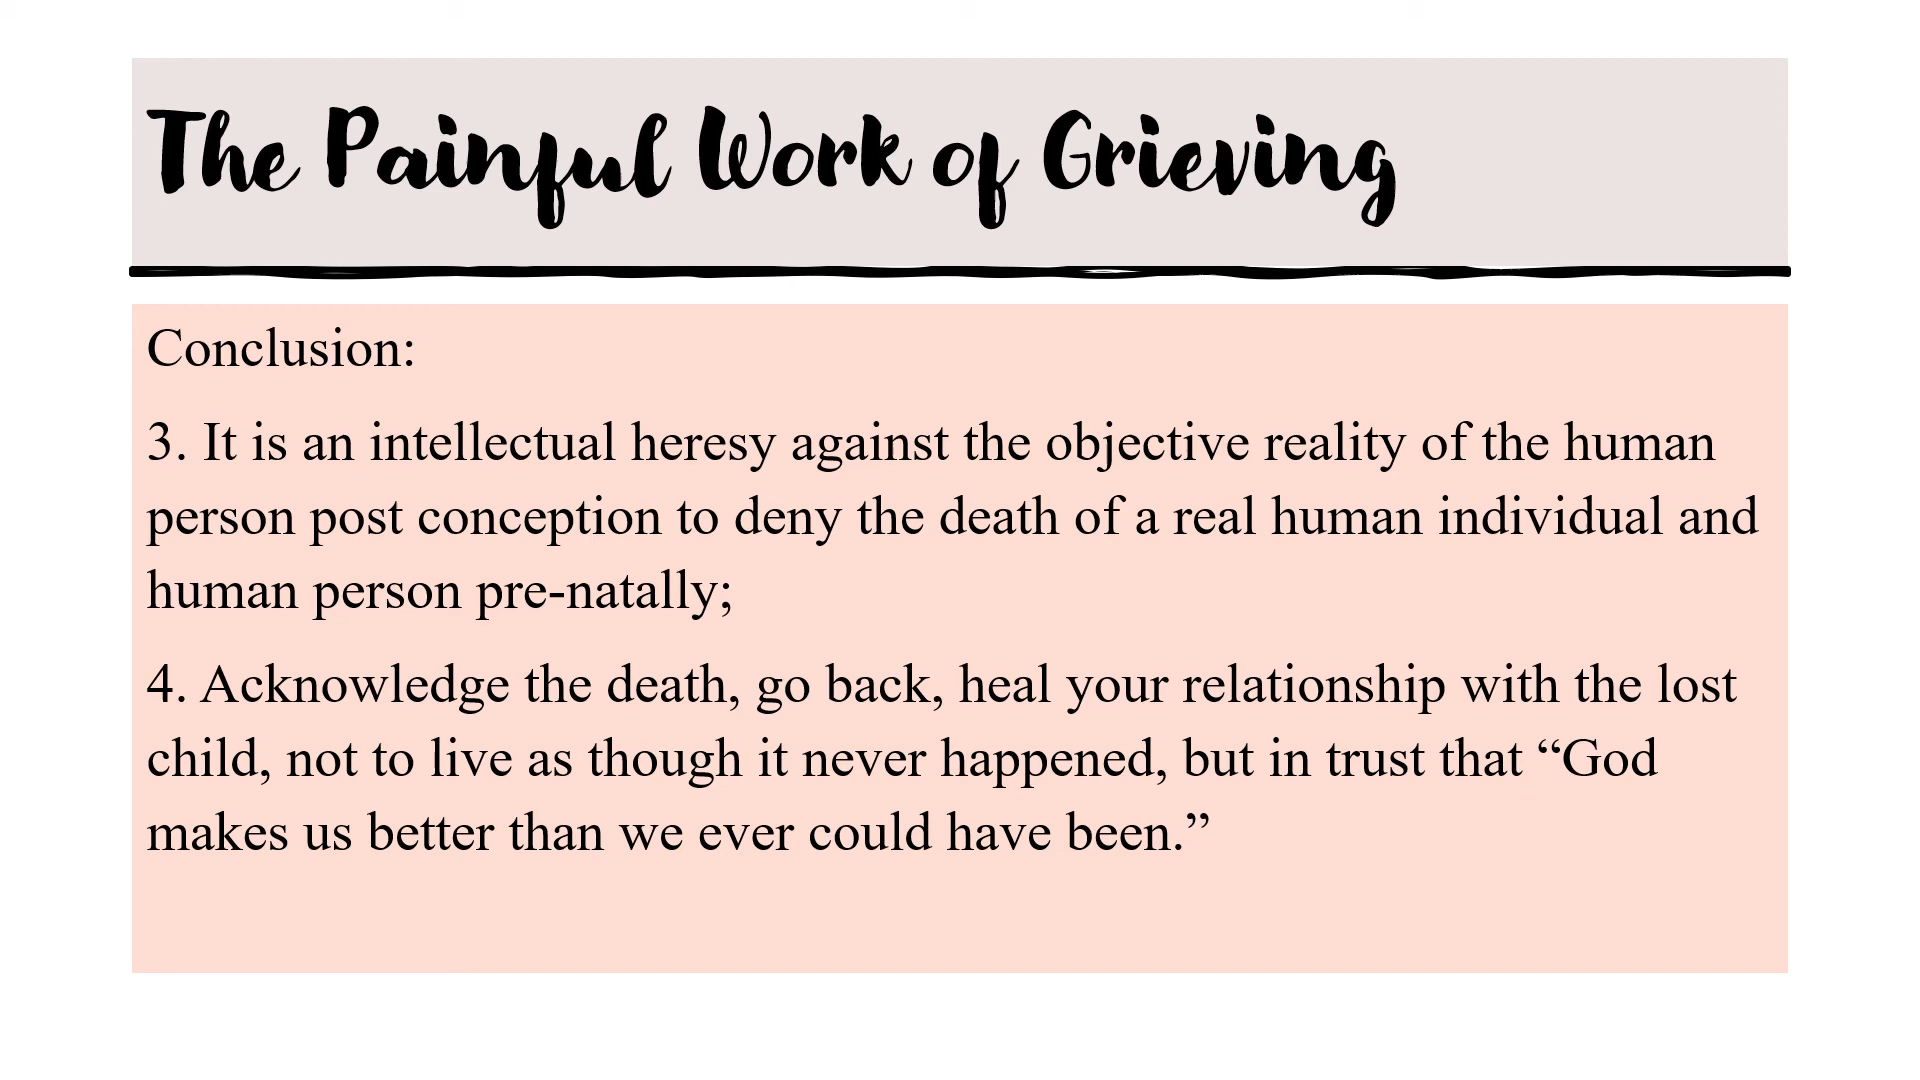 The Painful Work of Grieving
Conclusion:
3. It is an intellectual heresy against the objective reality of the human
person post conception to deny the death of a real human individual and
human person pre-natally;
4. Acknowledge the death, go back, heal your relationship with the lost
child, not to live as though it never happened, but in trust that “God
makes us better than we ever could have been.”